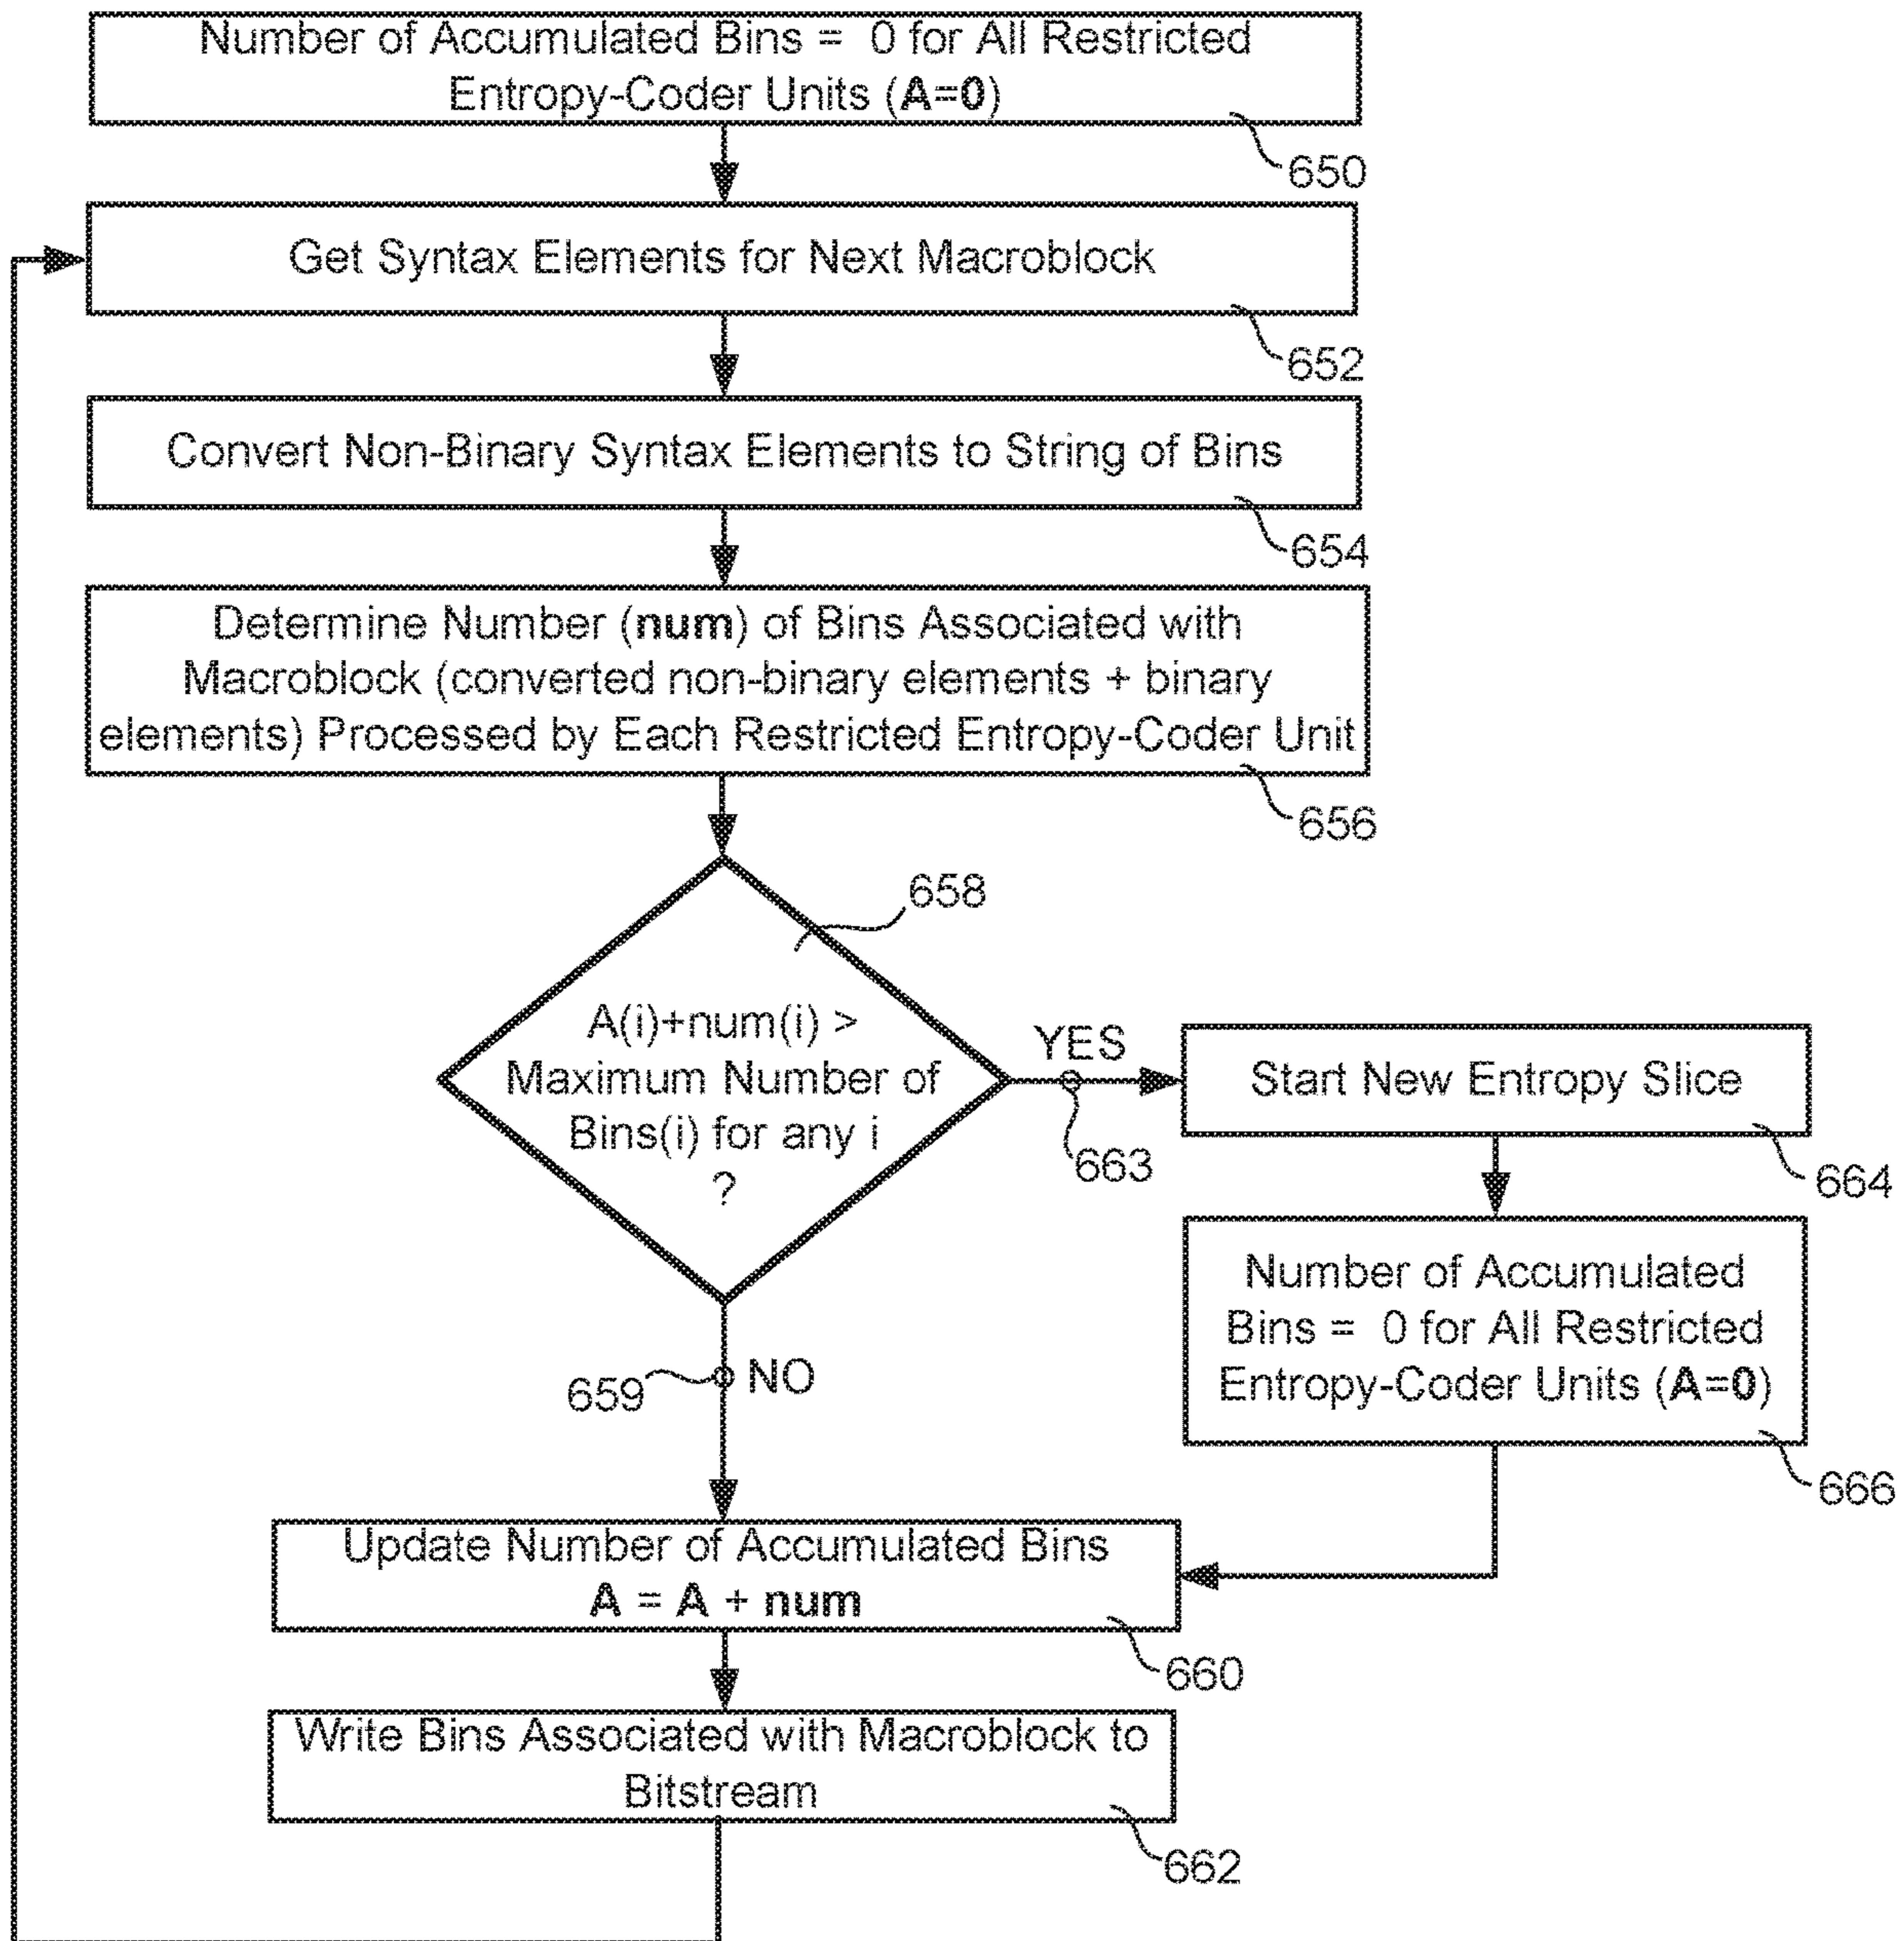 Number of Accumulated Bins = 0 for All Restricted
Entropy-Coder Units (A=0)
650
Get Syntax Elements for Next Macroblock
652
Convert Non-Binary Syntax Elements to String of Bins
654
Determine Number (num) of Bins Associated with
Macroblock (converted non-binary elements + binary
elements) Processed by Each Restricted Entropy-Coder Unit
656
658
A(i)+num(i) >
Maximum Number of
Bins(i) for any i
?
YES
663
Start New Entropy Slice
664
Number of Accumulated
Bins = 0 for All Restricted
Entropy-Coder Units (A=0)
666
659
NO
Update Number of Accumulated Bins
A = A + num
660
Write Bins Associated with Macroblock to
Bitstream
662